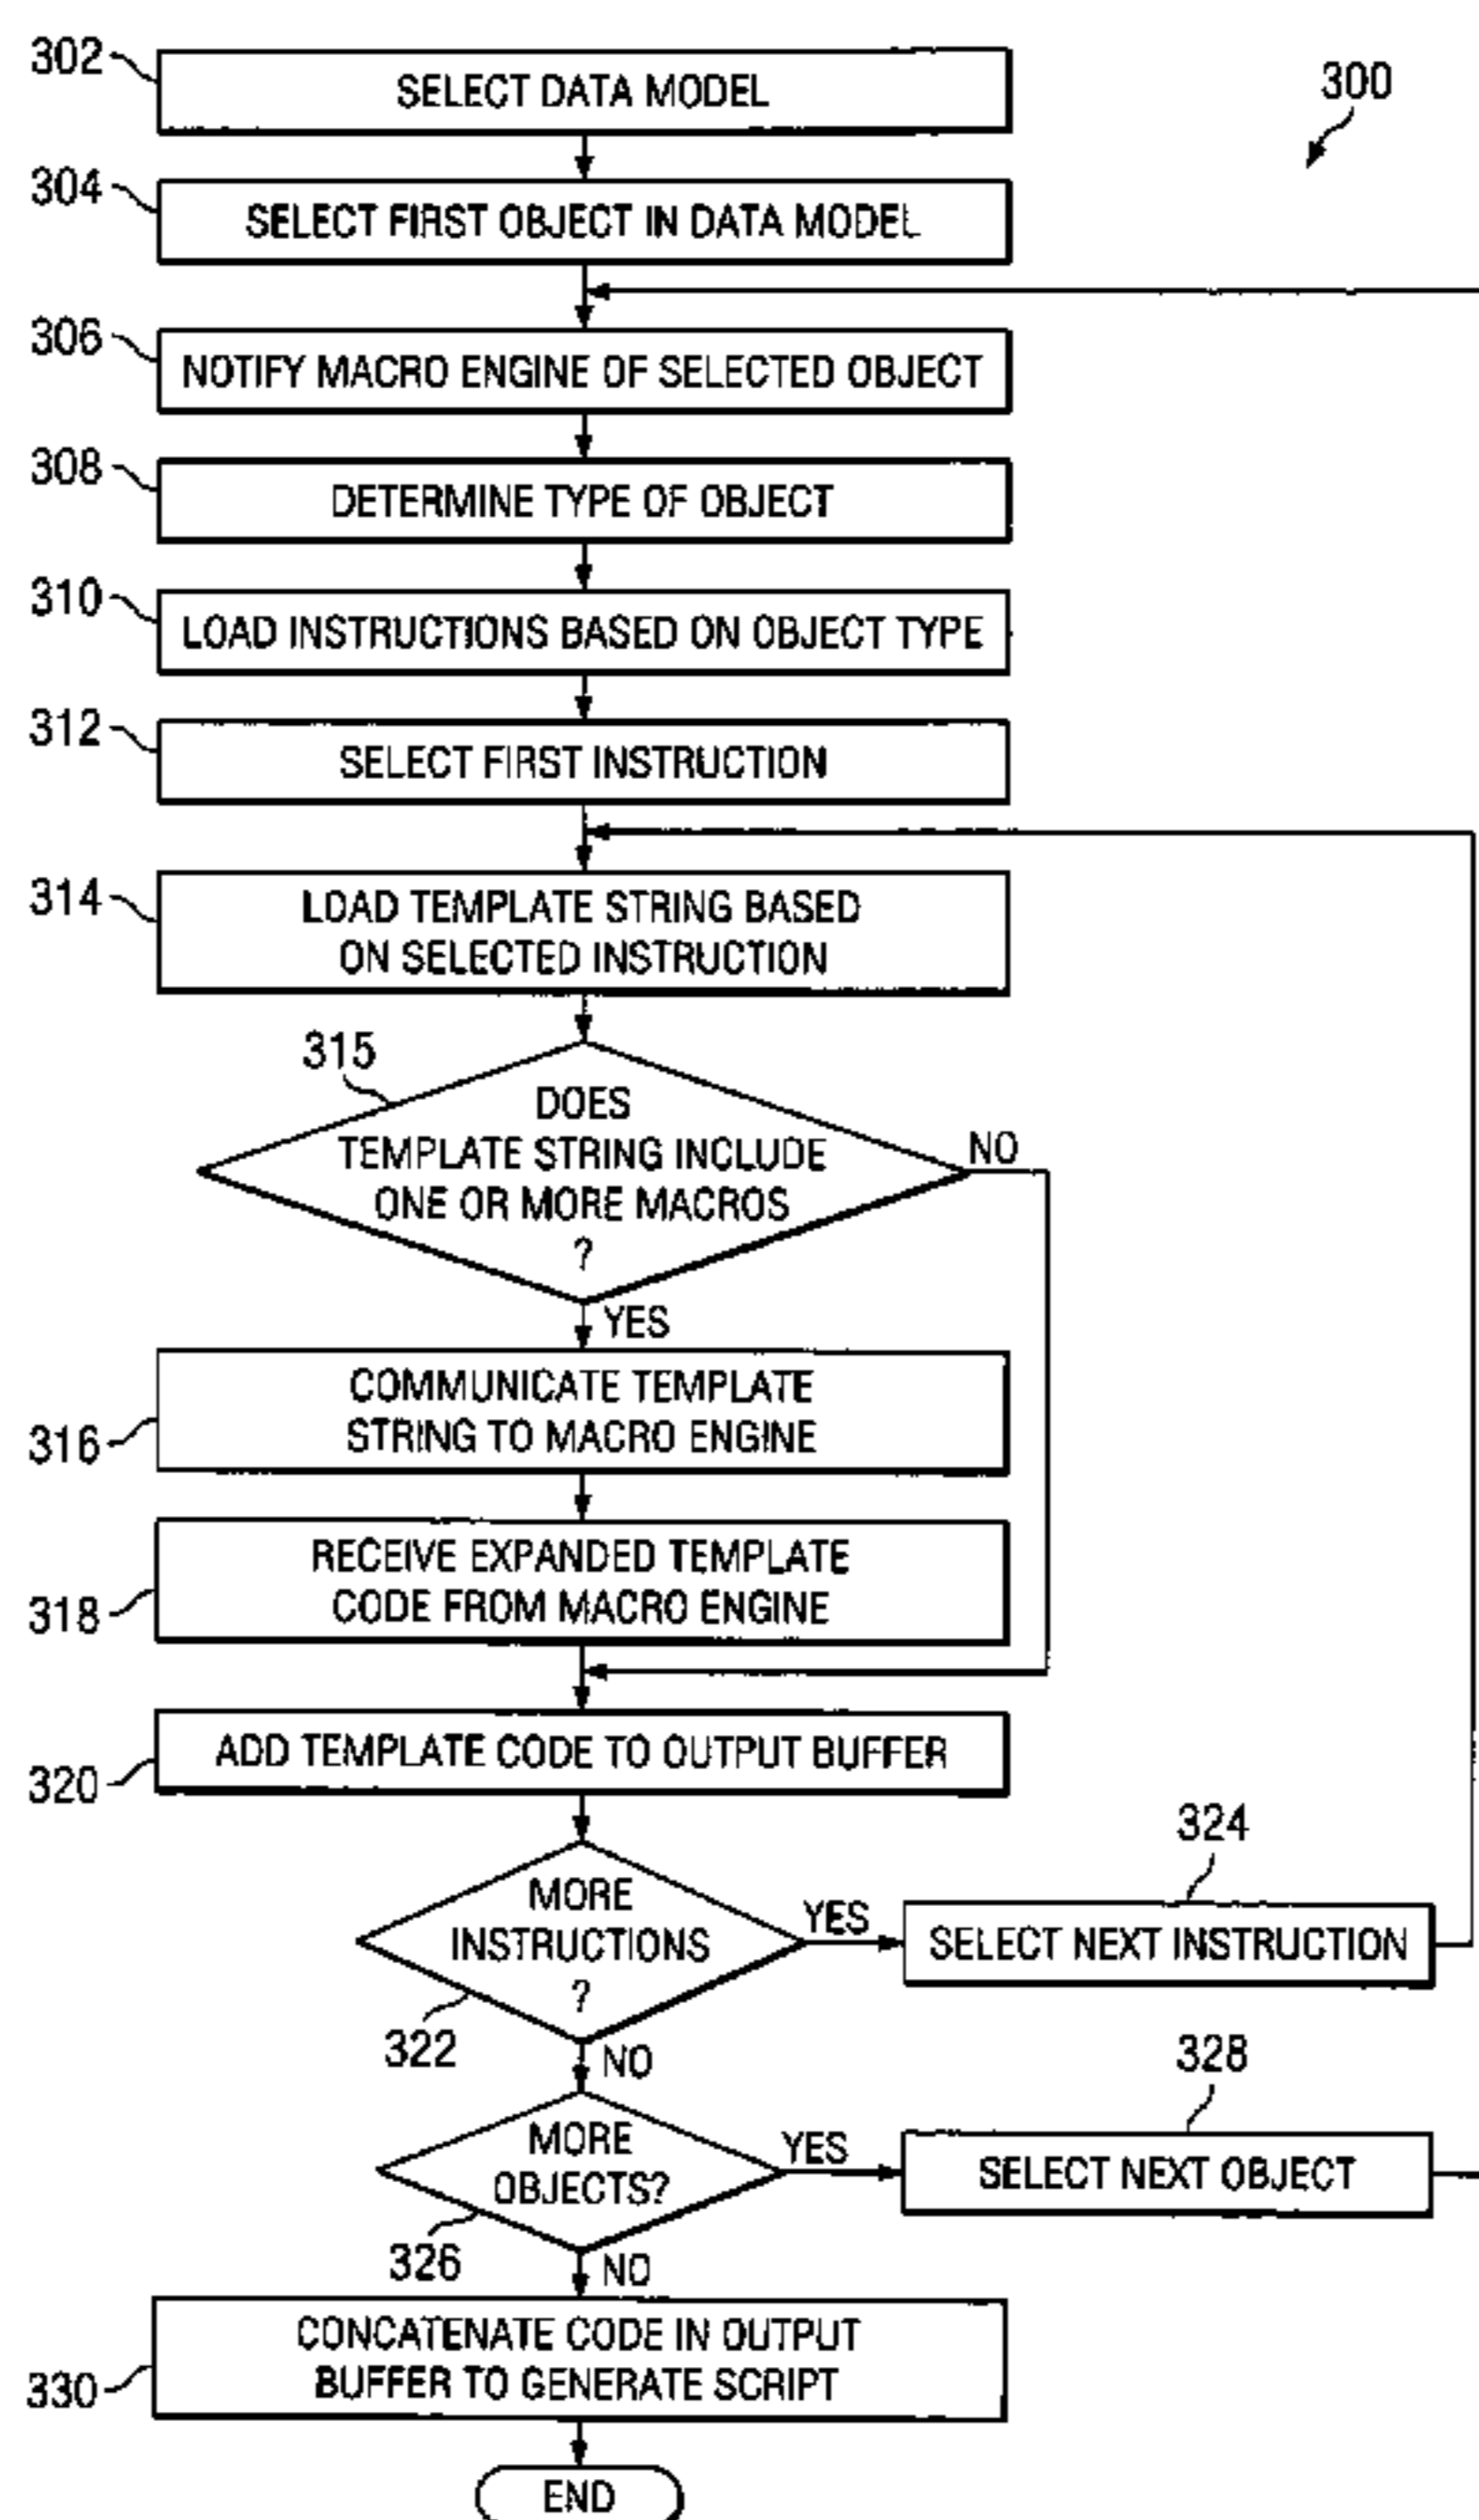 300
302
SELECT DATA MODEL
304
SELECT FIRST OBJECT IN DATA MODEL
306
NOTIFY MACRO ENGINE OF SELECTED OBJECT
308
DETERMINE TYPE OF OBJECT
310
LOAD INSTRUCTIONS BASED ON OBJECT TYPE
312
SELECT FIRST INSTRUCTION
314
LOAD TEMPLATE STRING BASED
ON SELECTED INSTRUCTION
315
DOES
TEMPLATE STRING INCLUDE
ONE OR MORE MACROS
?
NO
YES
316
COMMUNICATE TEMPLATE
STRING TO MACRO ENGINE
318
RECEIVE EXPANDED TEMPLATE
CODE FROM MACRO ENGINE
320
ADD TEMPLATE CODE TO OUTPUT BUFFER
322
MORE
INSTRUCTIONS
?
YES
324
SELECT NEXT INSTRUCTION
NO
326
MORE
OBJECTS?
YES
328
SELECT NEXT OBJECT
NO
330
CONCATENATE CODE IN OUTPUT
BUFFER TO GENERATE SCRIPT
END